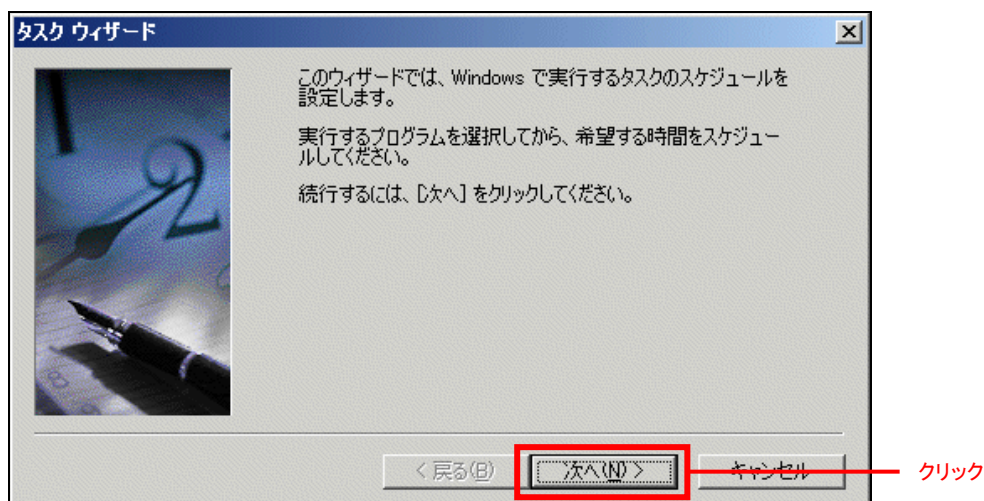 タスク ウィザード
このウィザードでは、Windows で実行するタスクのスケジュールを
設定します。
実行するプログラムを選択してから、希望する時間をスケジュー
ルしてください。
続行するには、[次へ] をクリックしてください。
< 戻る(B)
次へ(N) >
キャンセル
クリック